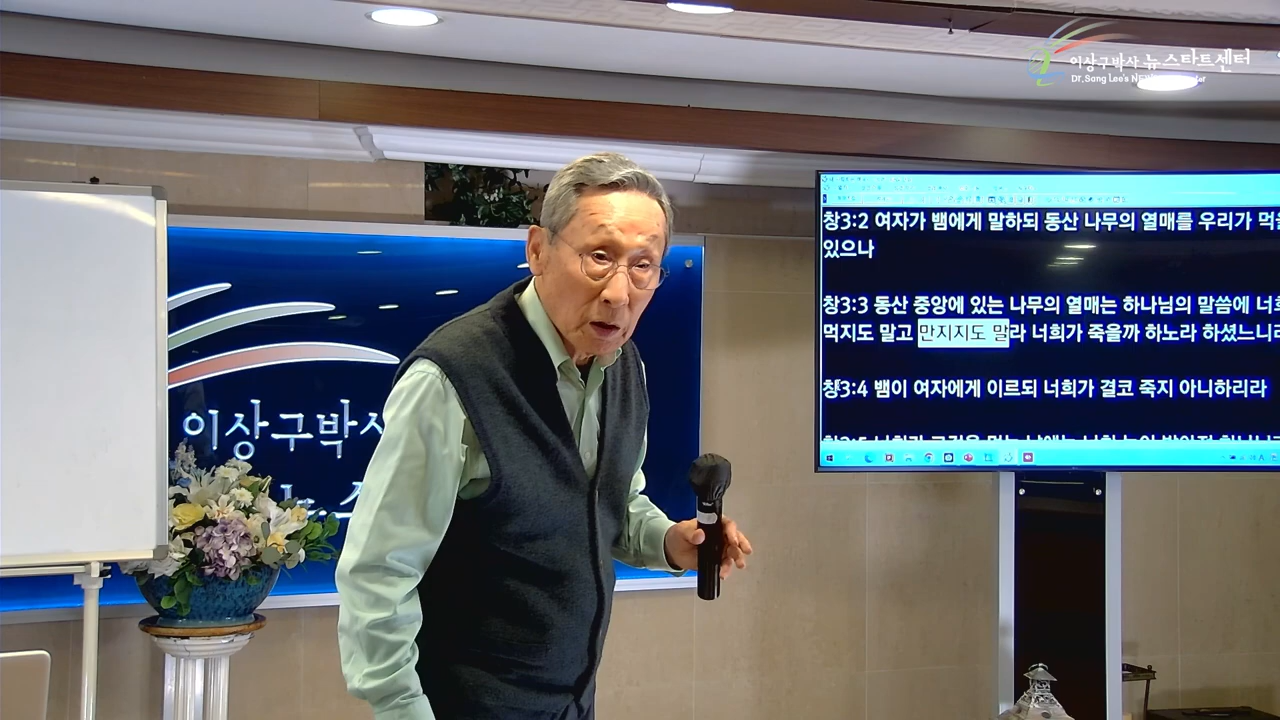 이상구박사 뉴스타트센터
Dr.Sang Lee's
창3:2 여자가 뱀에게 말하되 동산 나무의 열매를 우리가
있으나
창3:3 동산 중앙에 있는 나무의 열매는 하나님의 말씀에
먹지도 말고 만지지도 말라 너희가 죽을까 하노라 하셨느니라
창3:4 뱀이 여자에게 이르되 너희가 결코 죽지 아니하리라
이상구박사